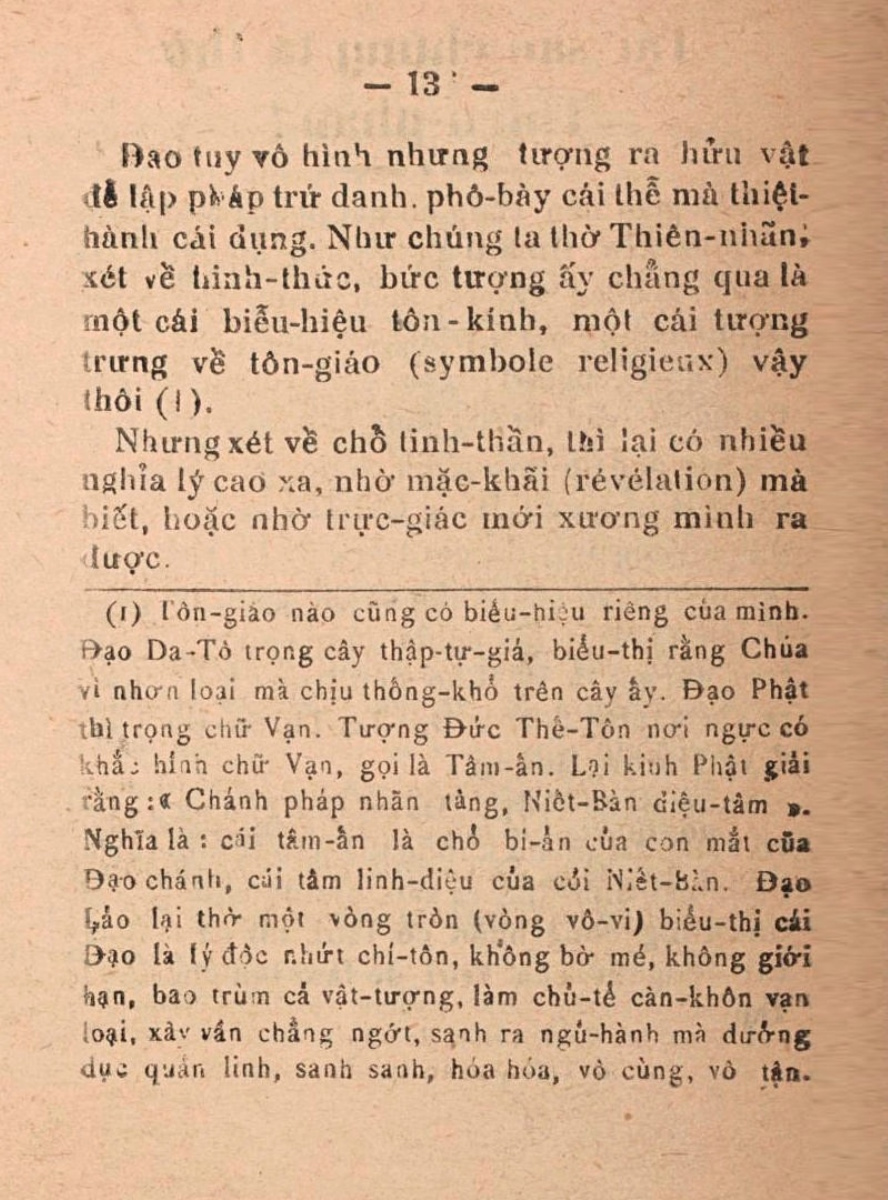 — 13 —
Đạo tuy vô hình nhưng tượng ra hữu vật
để lập pháp trứ danh. phô-bày cái thể mà thiệt-
hành cái dụng. Như chúng ta thờ Thiên-nhãn;
xét về hình-thức, bức tượng ấy chẳng qua là
một cái biểu-hiệu tôn-kính, một cái tượng
trưng về tôn-giáo (symbole religieux) vậy
thôi (1).
Nhưng xét về chỗ tinh-thần, thì lại có nhiều
nghĩa lý cao xa, nhờ mặc-khãi (révélation) mà
biết, hoặc nhờ trực-giác mới xương minh ra
được.
(1) Tôn-giáo nào cũng có biểu-hiệu riêng của mình.
Đạo Da-Tô trọng cây thập-tự-giá, biểu-thị rằng Chúa
vì nhơn loại mà chịu thống-khổ trên cây ấy. Đạo Phật
thì trọng chữ Vạn. Tượng Đức Thế-Tôn nơi ngực có
khắc hình chữ Vạn, gọi là Tâm-ấn. Lại kinh Phật giải
rằng :« Chánh pháp nhãn tàng, Niết-Bàn diệu-tâm ».
Nghĩa là : cái tâm-ấn là chổ bí-ẩn của con mắt cũa
Đạo chánh, cái tâm linh-diệu của cỏi Niết-Bàn. Đạo
Lảo lại thờ một vòng tròn (vòng vô-vi) biểu-thị cái
Đạo là lý độc nhứt chí-tôn, không bờ mé, không giới
hạn, bao trùm cả vật-tượng, làm chủ-tể càn-khôn vạn
loại, xây vần chẳng ngớt, sanh ra ngủ-hành mà dưỡng
dục quần linh, sanh sanh, hóa hóa, vô cùng, vô tận.